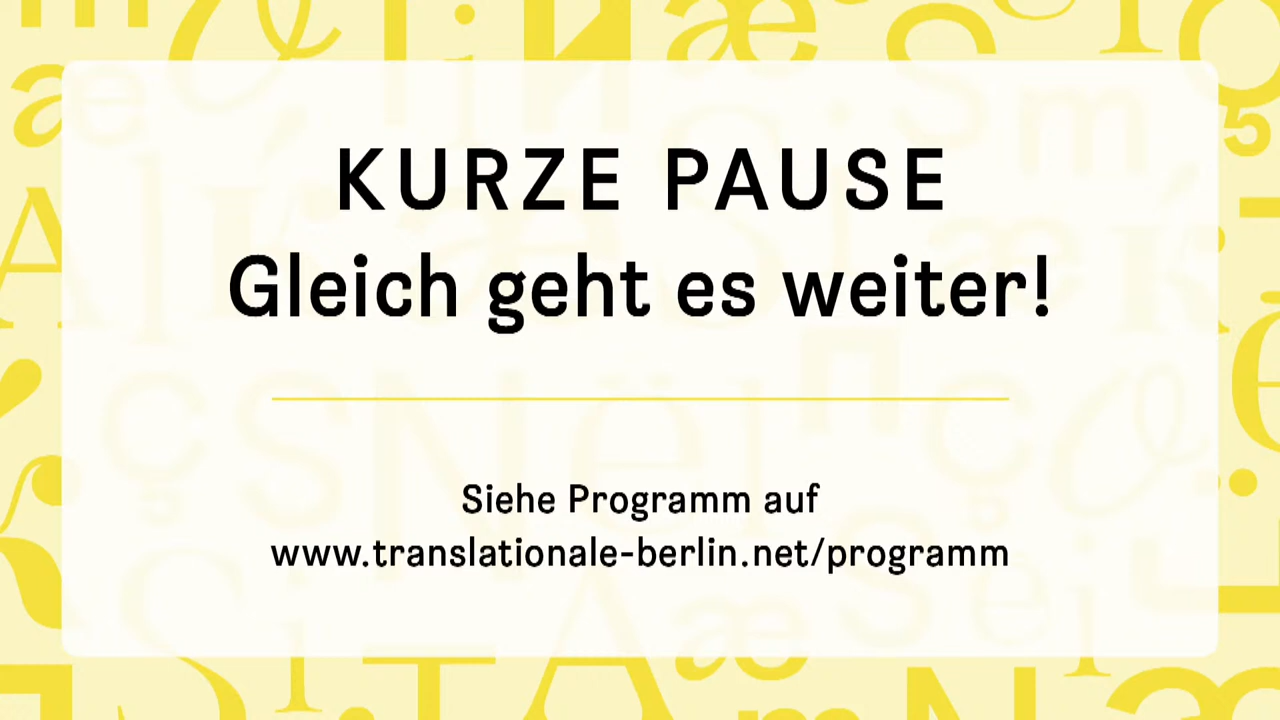 KURZE PAUSE
Gleich geht es weiter!
Siehe Programm auf
www.translationale-berlin.net/programm